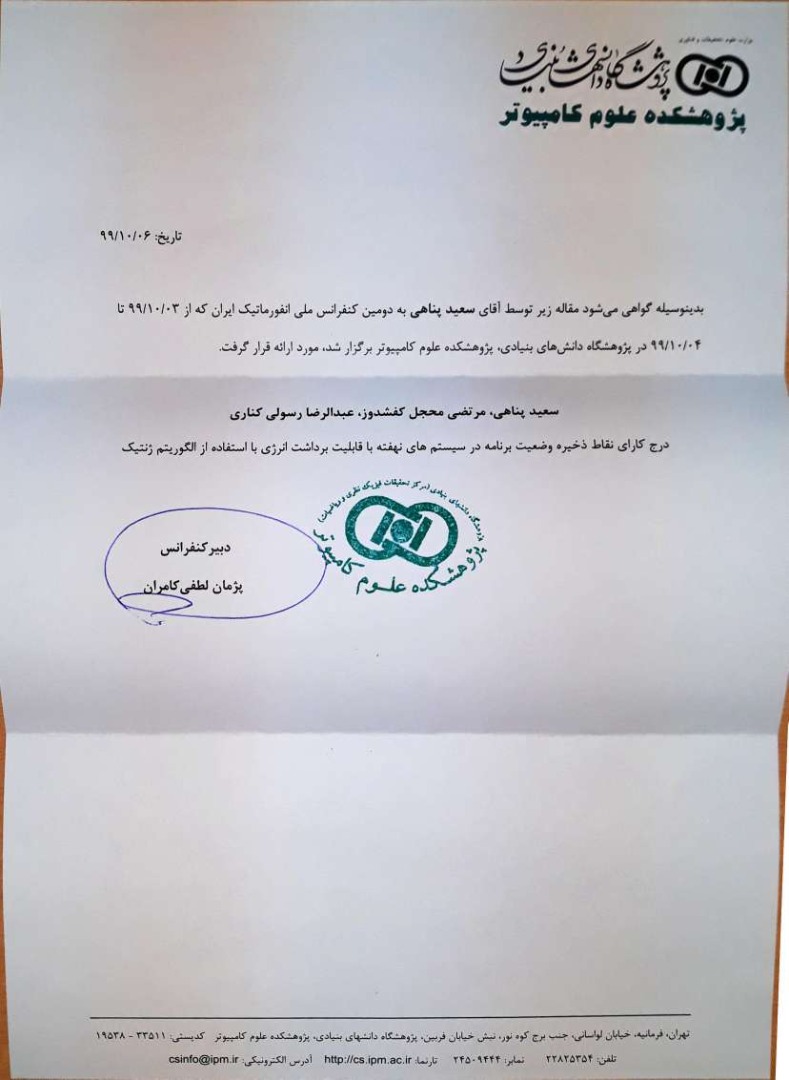 وزارت علوم، تحقیقات و فناوری
پژوهشگاه دانشهای بنیادی
پژوهشکده علوم کامپیوتر
تاریخ: ۹۹/۱۰/۰۶
بدینوسیله گواهی می‌شود مقاله زیر توسط آقای سعید پناهی به دومین کنفرانس ملی انفورماتیک ایران که از ۹۹/۱۰/۰۳ تا
۹۹/۱۰/۰۴ در پژوهشگاه دانش‌های بنیادی، پژوهشکده علوم کامپیوتر برگزار شد، مورد ارائه قرار گرفت.
سعید پناهی، مرتضی محجل کفشدوز، عبدالرضا رسولی کناری
درج کارای نقاط ذخیره وضعیت برنامه در سیستم های نهفته با قابلیت برداشت انرژی با استفاده از الگوریتم ژنتیک
پژوهشگاه دانشهای بنیادی (مرکز تحقیقات فیزیک نظری و ریاضیات)
پژوهشکده علوم کامپیوتر
دبیر کنفرانس
پژمان لطفی‌کامران
تهران، فرمانیه، خیابان لواسانی، جنب برج کوه نور، نبش خیابان فربین، پژوهشگاه دانشهای بنیادی، پژوهشکده علوم کامپیوتر کدپستی: ۳۳۵۱۱ - ۱۹۵۳۸
تلفن: ۲۲۸۲۵۳۵۴ نمابر: ۲۴۵۰۹۴۴۴ تارنما: http://cs.ipm.ac.ir آدرس الکترونیکی: csinfo@ipm.ir